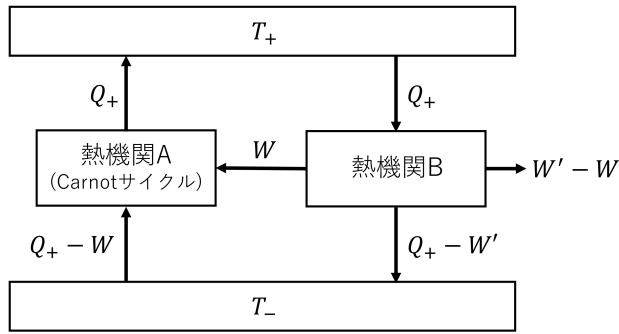 T₊
Q₊
Q₊
熱機関A
(Carnotサイクル)
W
熱機関B
W′ − W
Q₊ − W
Q₊ − W′
T₋